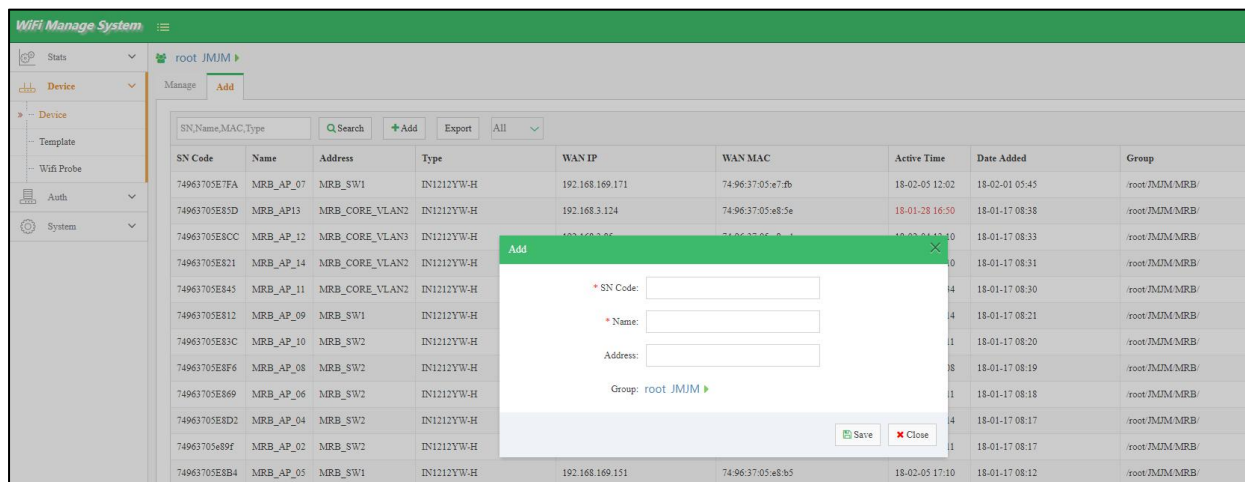 WiFi Manage System
Stats
root JMJM
Device
Manage Add
Device
SN,Name,MAC,Type Search Add Export All
Template
SN Code Name Address Type WAN IP WAN MAC Active Time Date Added Group
Wifi Probe
74963705E7FA MRB_AP_07 MRB_SW1 IN1212YW-H 192.168.169.171 74:96:37:05:e7:fb 18-02-05 12:02 18-02-01 05:45 /root/JMJM/MRB/
Auth
74963705E85D MRB_AP13 MRB_CORE_VLAN2 IN1212YW-H 192.168.3.124 74:96:37:05:e8:5e 18-01-28 16:50 18-01-17 08:38 /root/JMJM/MRB/
System
74963705E8CC MRB_AP_12 MRB_CORE_VLAN3 IN1212YW-H 18-01-17 08:33 /root/JMJM/MRB/
74963705E821 MRB_AP_14 MRB_CORE_VLAN2 IN1212YW-H 18-01-17 08:31 /root/JMJM/MRB/
74963705E845 MRB_AP_11 MRB_CORE_VLAN2 IN1212YW-H 18-01-17 08:30 /root/JMJM/MRB/
74963705E812 MRB_AP_09 MRB_SW1 IN1212YW-H 18-01-17 08:21 /root/JMJM/MRB/
74963705E83C MRB_AP_10 MRB_SW2 IN1212YW-H 18-01-17 08:20 /root/JMJM/MRB/
74963705E8F6 MRB_AP_08 MRB_SW2 IN1212YW-H 18-01-17 08:19 /root/JMJM/MRB/
74963705E869 MRB_AP_06 MRB_SW2 IN1212YW-H 18-01-17 08:18 /root/JMJM/MRB/
74963705E8D2 MRB_AP_04 MRB_SW2 IN1212YW-H 18-01-17 08:17 /root/JMJM/MRB/
74963705e89f MRB_AP_02 MRB_SW2 IN1212YW-H 18-01-17 08:17 /root/JMJM/MRB/
74963705E8B4 MRB_AP_05 MRB_SW1 IN1212YW-H 192.168.169.151 74:96:37:05:e8:b5 18-02-05 17:10 18-01-17 08:12 /root/JMJM/MRB/
Add
* SN Code:
* Name:
Address:
Group: root JMJM
Save Close